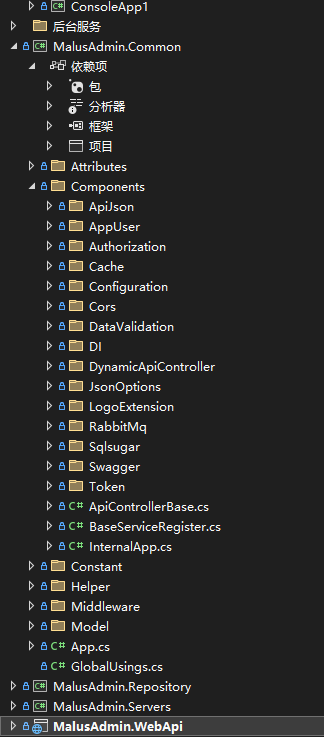 ConsoleApp1
后台服务
MalusAdmin.Common
依赖项
包
分析器
框架
项目
Attributes
Components
ApiJson
AppUser
Authorization
Cache
Configuration
Cors
DataValidation
DI
DynamicApiController
JsonOptions
LogoExtension
RabbitMq
Sqlsugar
Swagger
Token
C# ApiControllerBase.cs
C# BaseServiceRegister.cs
C# InternalApp.cs
Constant
Helper
Middleware
Model
C# App.cs
C# GlobalUsings.cs
MalusAdmin.Repository
MalusAdmin.Servers
MalusAdmin.WebApi